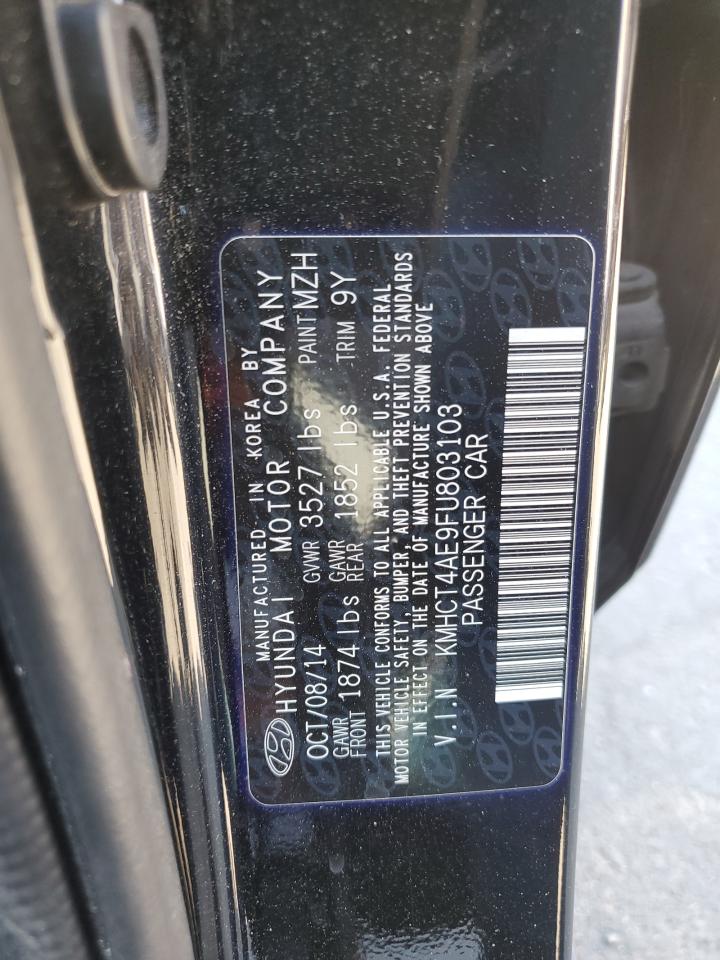 MANUFACTURED IN KOREA BY
HYUNDAI MOTOR COMPANY
OCT/08/14 GVWR 3527 lbs PAINT MZH
GAWR FRONT 1874 lbs GAWR REAR 1852 lbs TRIM 9Y
THIS VEHICLE CONFORMS TO ALL APPLICABLE U.S.A. FEDERAL
MOTOR VEHICLE SAFETY, BUMPER, AND THEFT PREVENTION STANDARDS
IN EFFECT ON THE DATE OF MANUFACTURE SHOWN ABOVE
V.I.N KMHCT4AE9FU803103
PASSENGER CAR